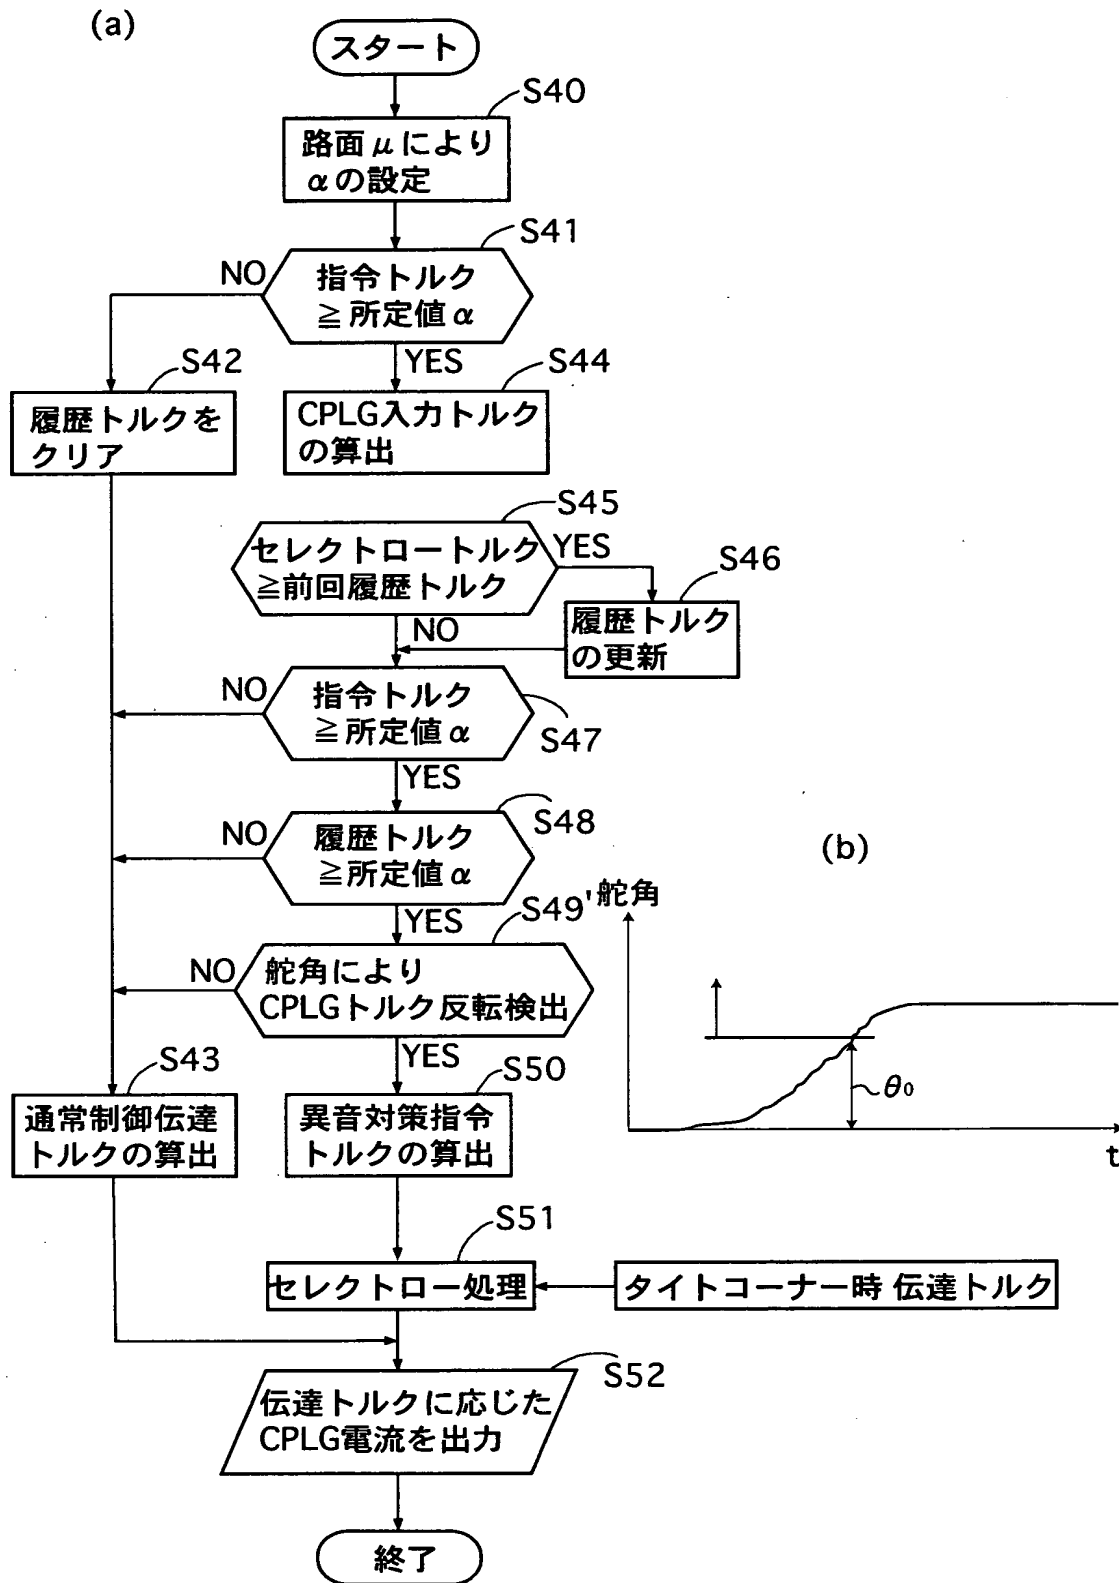 (a)
スタート
S40
路面μにより
αの設定
S41
指令トルク
≧所定値α
NO
YES
S42
履歴トルクを
クリア
S44
CPLG入力トルク
の算出
S45
セレクトロートルク
≧前回履歴トルク
YES
NO
S46
履歴トルク
の更新
指令トルク
≧所定値α
NO
S47
YES
履歴トルク
≧所定値α
NO
S48
YES
S49'
舵角により
CPLGトルク反転検出
NO
YES
S43
通常制御伝達
トルクの算出
S50
異音対策指令
トルクの算出
S51
セレクトロー処理
タイトコーナー時 伝達トルク
S52
伝達トルクに応じた
CPLG電流を出力
終了
(b)
舵角
θ0
t